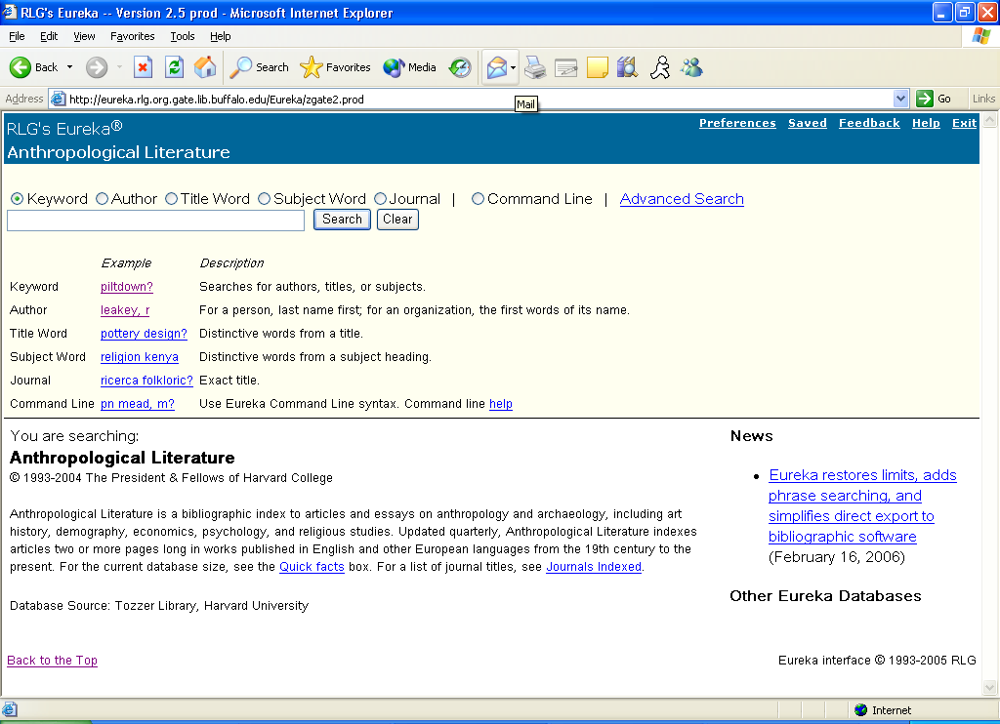 RLG's Eureka -- Version 2.5 prod - Microsoft Internet Explorer
File Edit View Favorites Tools Help
Back Search Favorites Media
Address http://eureka.rlg.org.gate.lib.buffalo.edu/Eureka/zgate2.prod Go Links
Mail
RLG's Eureka® Preferences Saved Feedback Help Exit
Anthropological Literature
Keyword Author Title Word Subject Word Journal | Command Line | Advanced Search
Search Clear
Example Description
Keyword piltdown? Searches for authors, titles, or subjects.
Author leakey, r For a person, last name first; for an organization, the first words of its name.
Title Word pottery design? Distinctive words from a title.
Subject Word religion kenya Distinctive words from a subject heading.
Journal ricerca folkloric? Exact title.
Command Line pn mead, m? Use Eureka Command Line syntax. Command line help
You are searching:
Anthropological Literature
© 1993-2004 The President & Fellows of Harvard College
Anthropological Literature is a bibliographic index to articles and essays on anthropology and archaeology, including art
history, demography, economics, psychology, and religious studies. Updated quarterly, Anthropological Literature indexes
articles two or more pages long in works published in English and other European languages from the 19th century to the
present. For the current database size, see the Quick facts box. For a list of journal titles, see Journals Indexed.
Database Source: Tozzer Library, Harvard University
News
• Eureka restores limits, adds
phrase searching, and
simplifies direct export to
bibliographic software
(February 16, 2006)
Other Eureka Databases
Back to the Top Eureka interface © 1993-2005 RLG
Internet